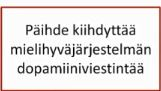 Päihde kiihdyttää
mielihyväjärjestelmän
dopamiiniviestintää